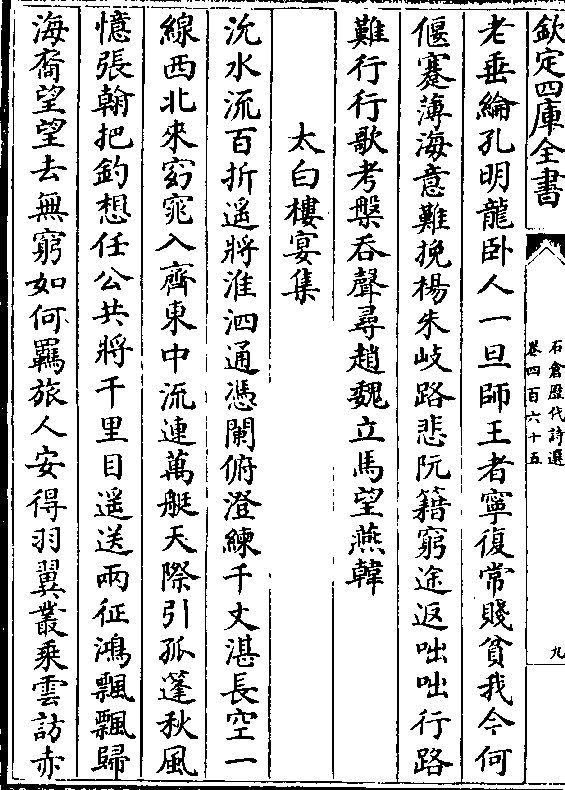 欽定四庫全書
石倉歷代詩選
卷四百六十五
九
老垂綸孔明龍卧人一旦師王者寧復常賤貧我今何
偃蹇薄海意難挽楊朱岐路悲阮籍窮途返咄咄行路
難行行歌考槃吞聲尋趙魏立馬望燕韓
太白樓宴集
沇水流百折遥將淮泗通憑闌俯澄練千丈湛長空一
線西北來窈窕入齊東中流連萬艇天際引孤蓬秋風
憶張翰把釣想任公共將千里目遥送兩征鴻飄飄歸
海裔望望去無窮如何羈旅人安得羽翼叢乘雲訪赤